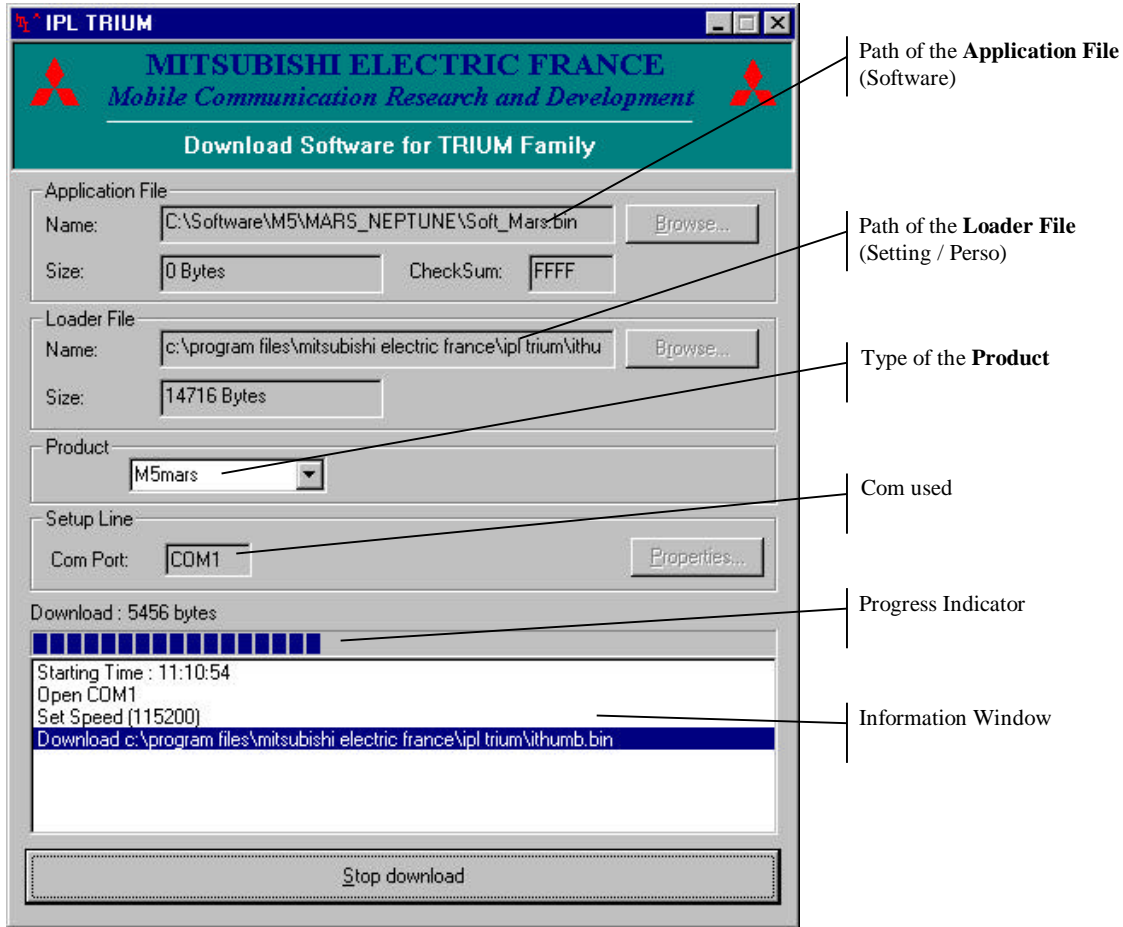 IPL TRIUM
MITSUBISHI ELECTRIC FRANCE
Mobile Communication Research and Development
Download Software for TRIUM Family
Application File
Name: C:\Software\M5\MARS_NEPTUNE\Soft_Mars.bin Browse...
Size: 0 Bytes CheckSum: FFFF
Loader File
Name: c:\program files\mitsubishi electric france\ipl trium\ithu Browse...
Size: 14716 Bytes
Product
M5mars
Setup Line
Com Port: COM1 Properties...
Download : 5456 bytes
Starting Time : 11:10:54
Open COM1
Set Speed (115200)
Download c:\program files\mitsubishi electric france\ipl trium\ithumb.bin
Stop download
Path of the Application File
(Software)
Path of the Loader File
(Setting / Perso)
Type of the Product
Com used
Progress Indicator
Information Window